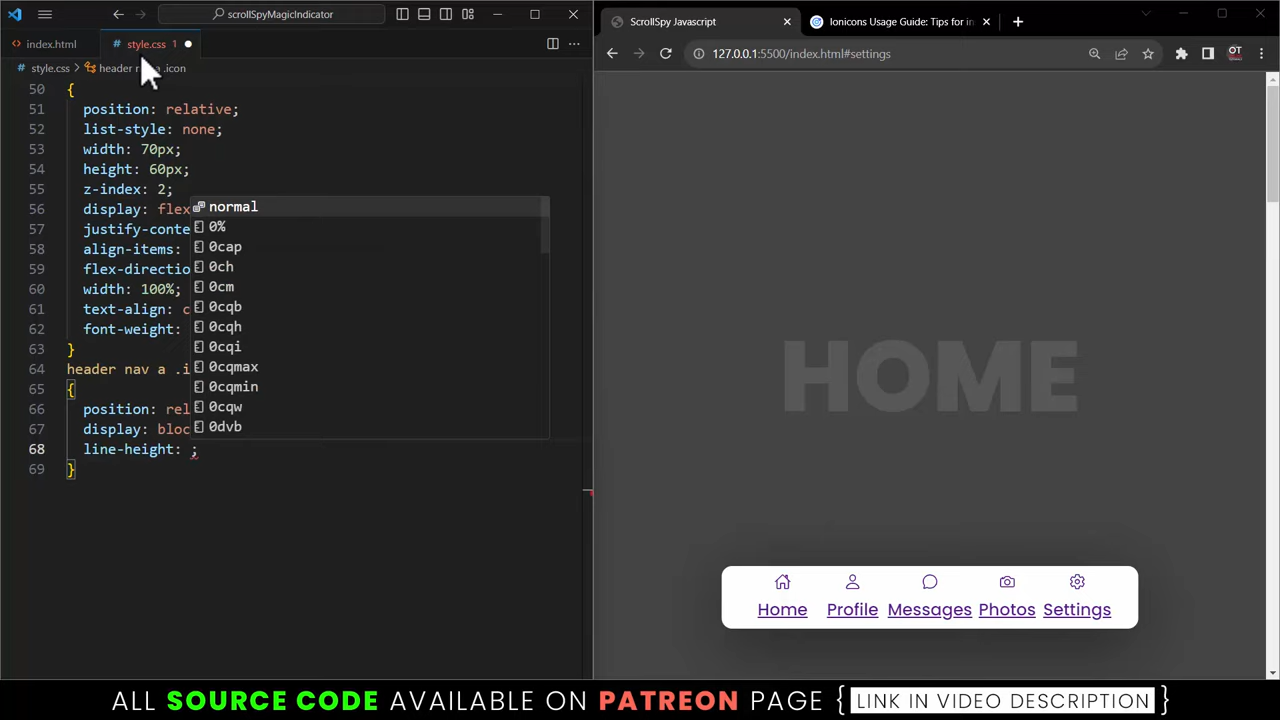 scrollSpyMagicIndicator
index.html
# style.css 1
# style.css > header nav a .icon
50 {
51 position: relative;
52 list-style: none;
53 width: 70px;
54 height: 60px;
55 z-index: 2;
56 display: flex
57 justify-conte
58 align-items:
59 flex-directio
60 width: 100%;
61 text-align: c
62 font-weight:
63 }
64 header nav a .i
65 {
66 position: rel
67 display: bloc
68 line-height: ;
69 }
normal
0%
0cap
0ch
0cm
0cqb
0cqh
0cqi
0cqmax
0cqmin
0cqw
0dvb
ScrollSpy Javascript
Ionicons Usage Guide: Tips for in
127.0.0.1:5500/index.html#settings
HOME
Home Profile Messages Photos Settings
ALL SOURCE CODE AVAILABLE ON PATREON PAGE { LINK IN VIDEO DESCRIPTION }